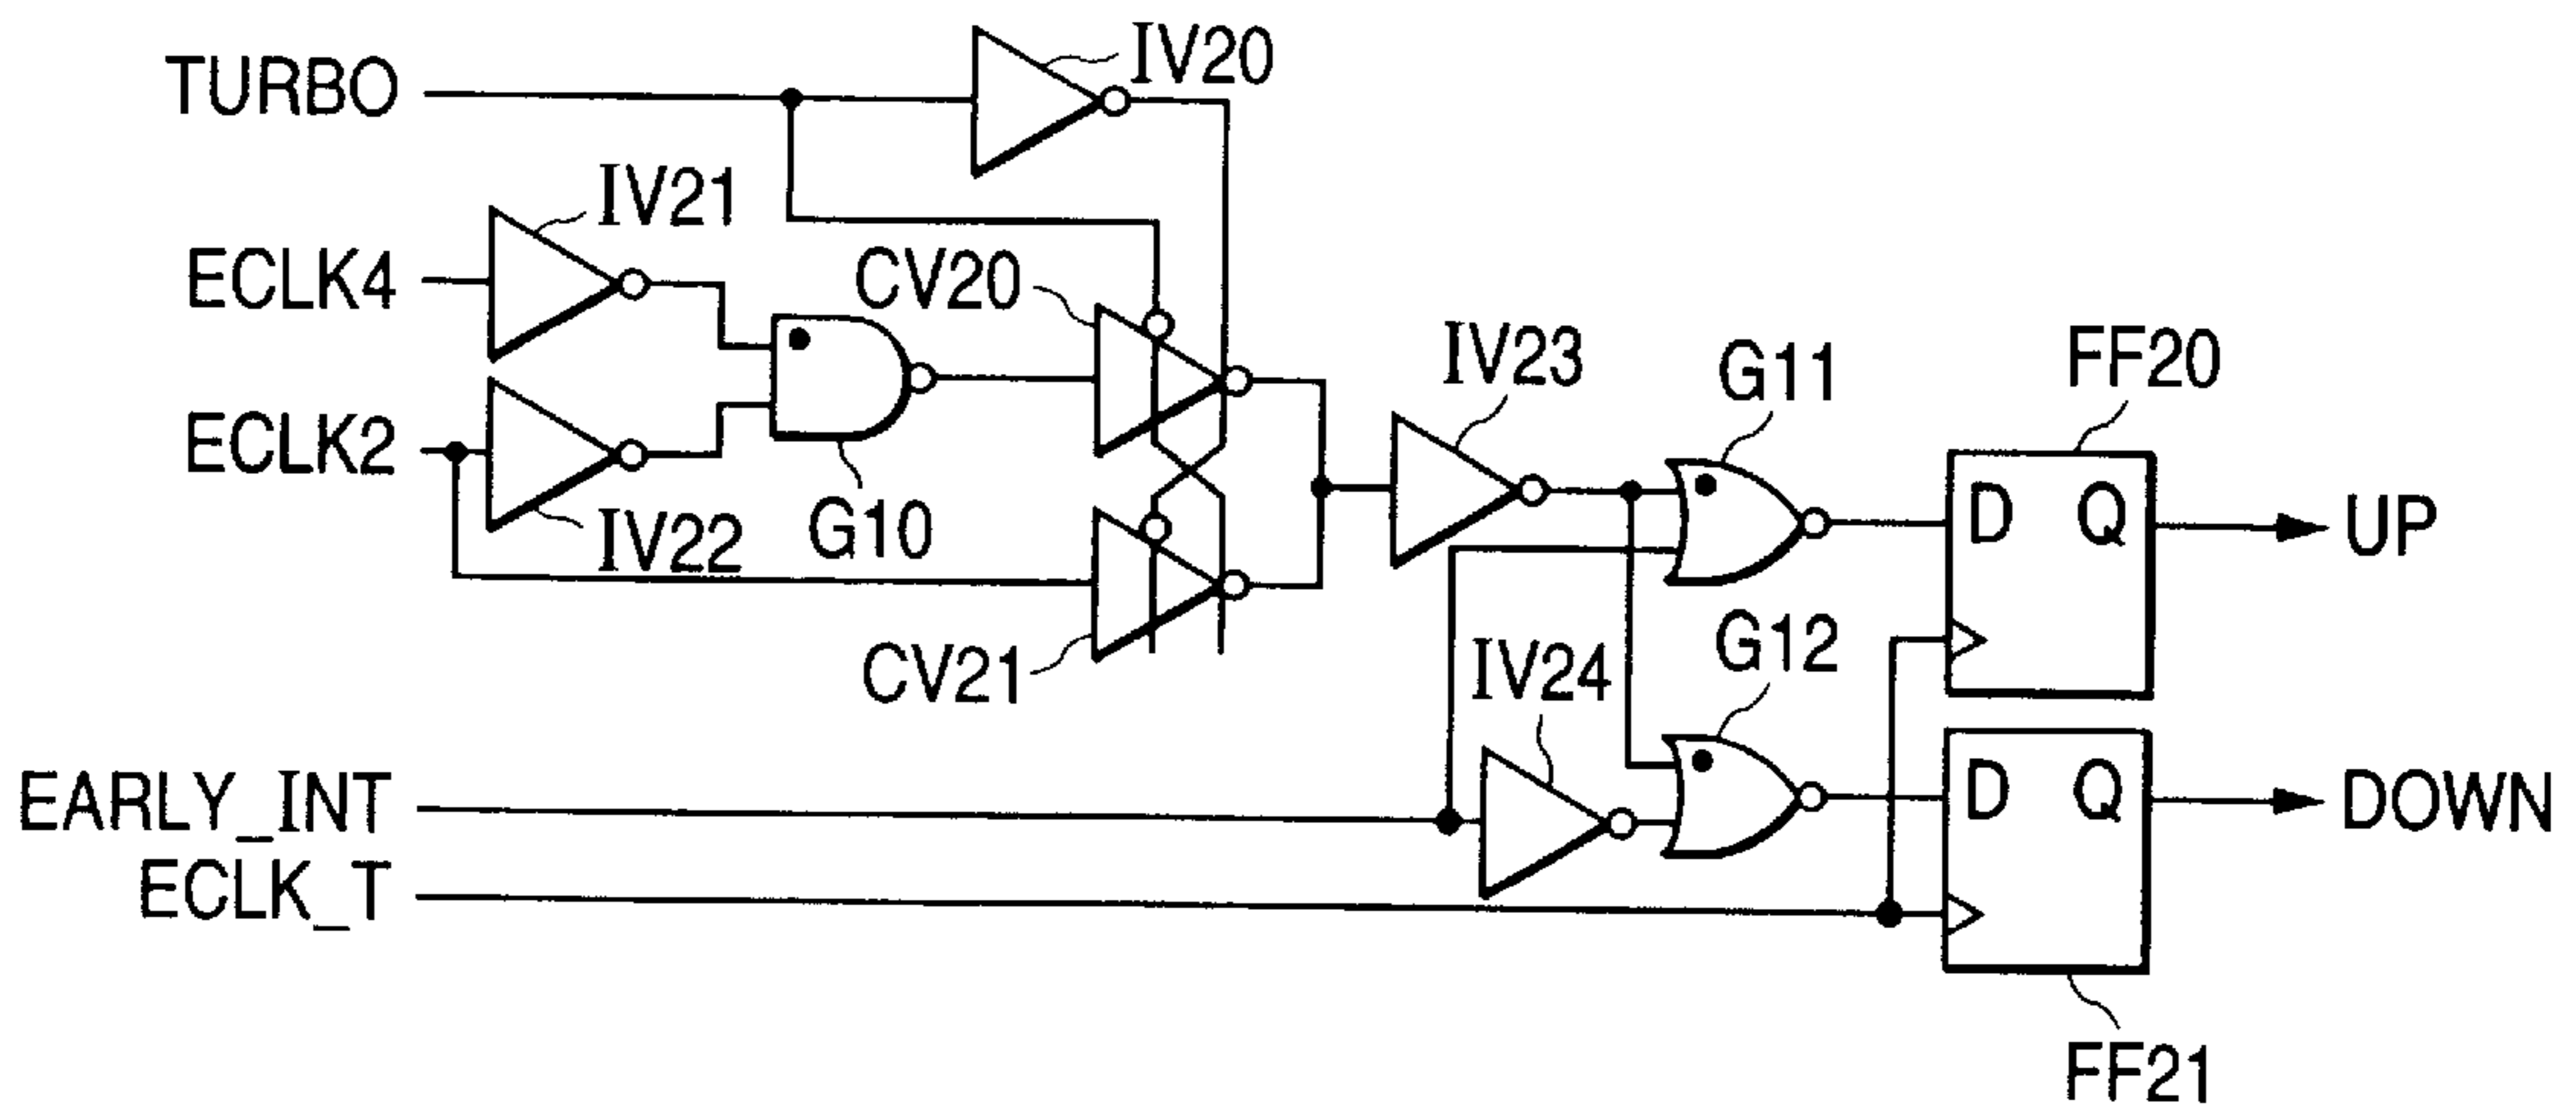 TURBO
IV20
IV21
ECLK4
CV20
IV23
G11
FF20
ECLK2
IV22
G10
D Q
UP
CV21
IV24
G12
EARLY_INT
D Q
DOWN
ECLK_T
FF21